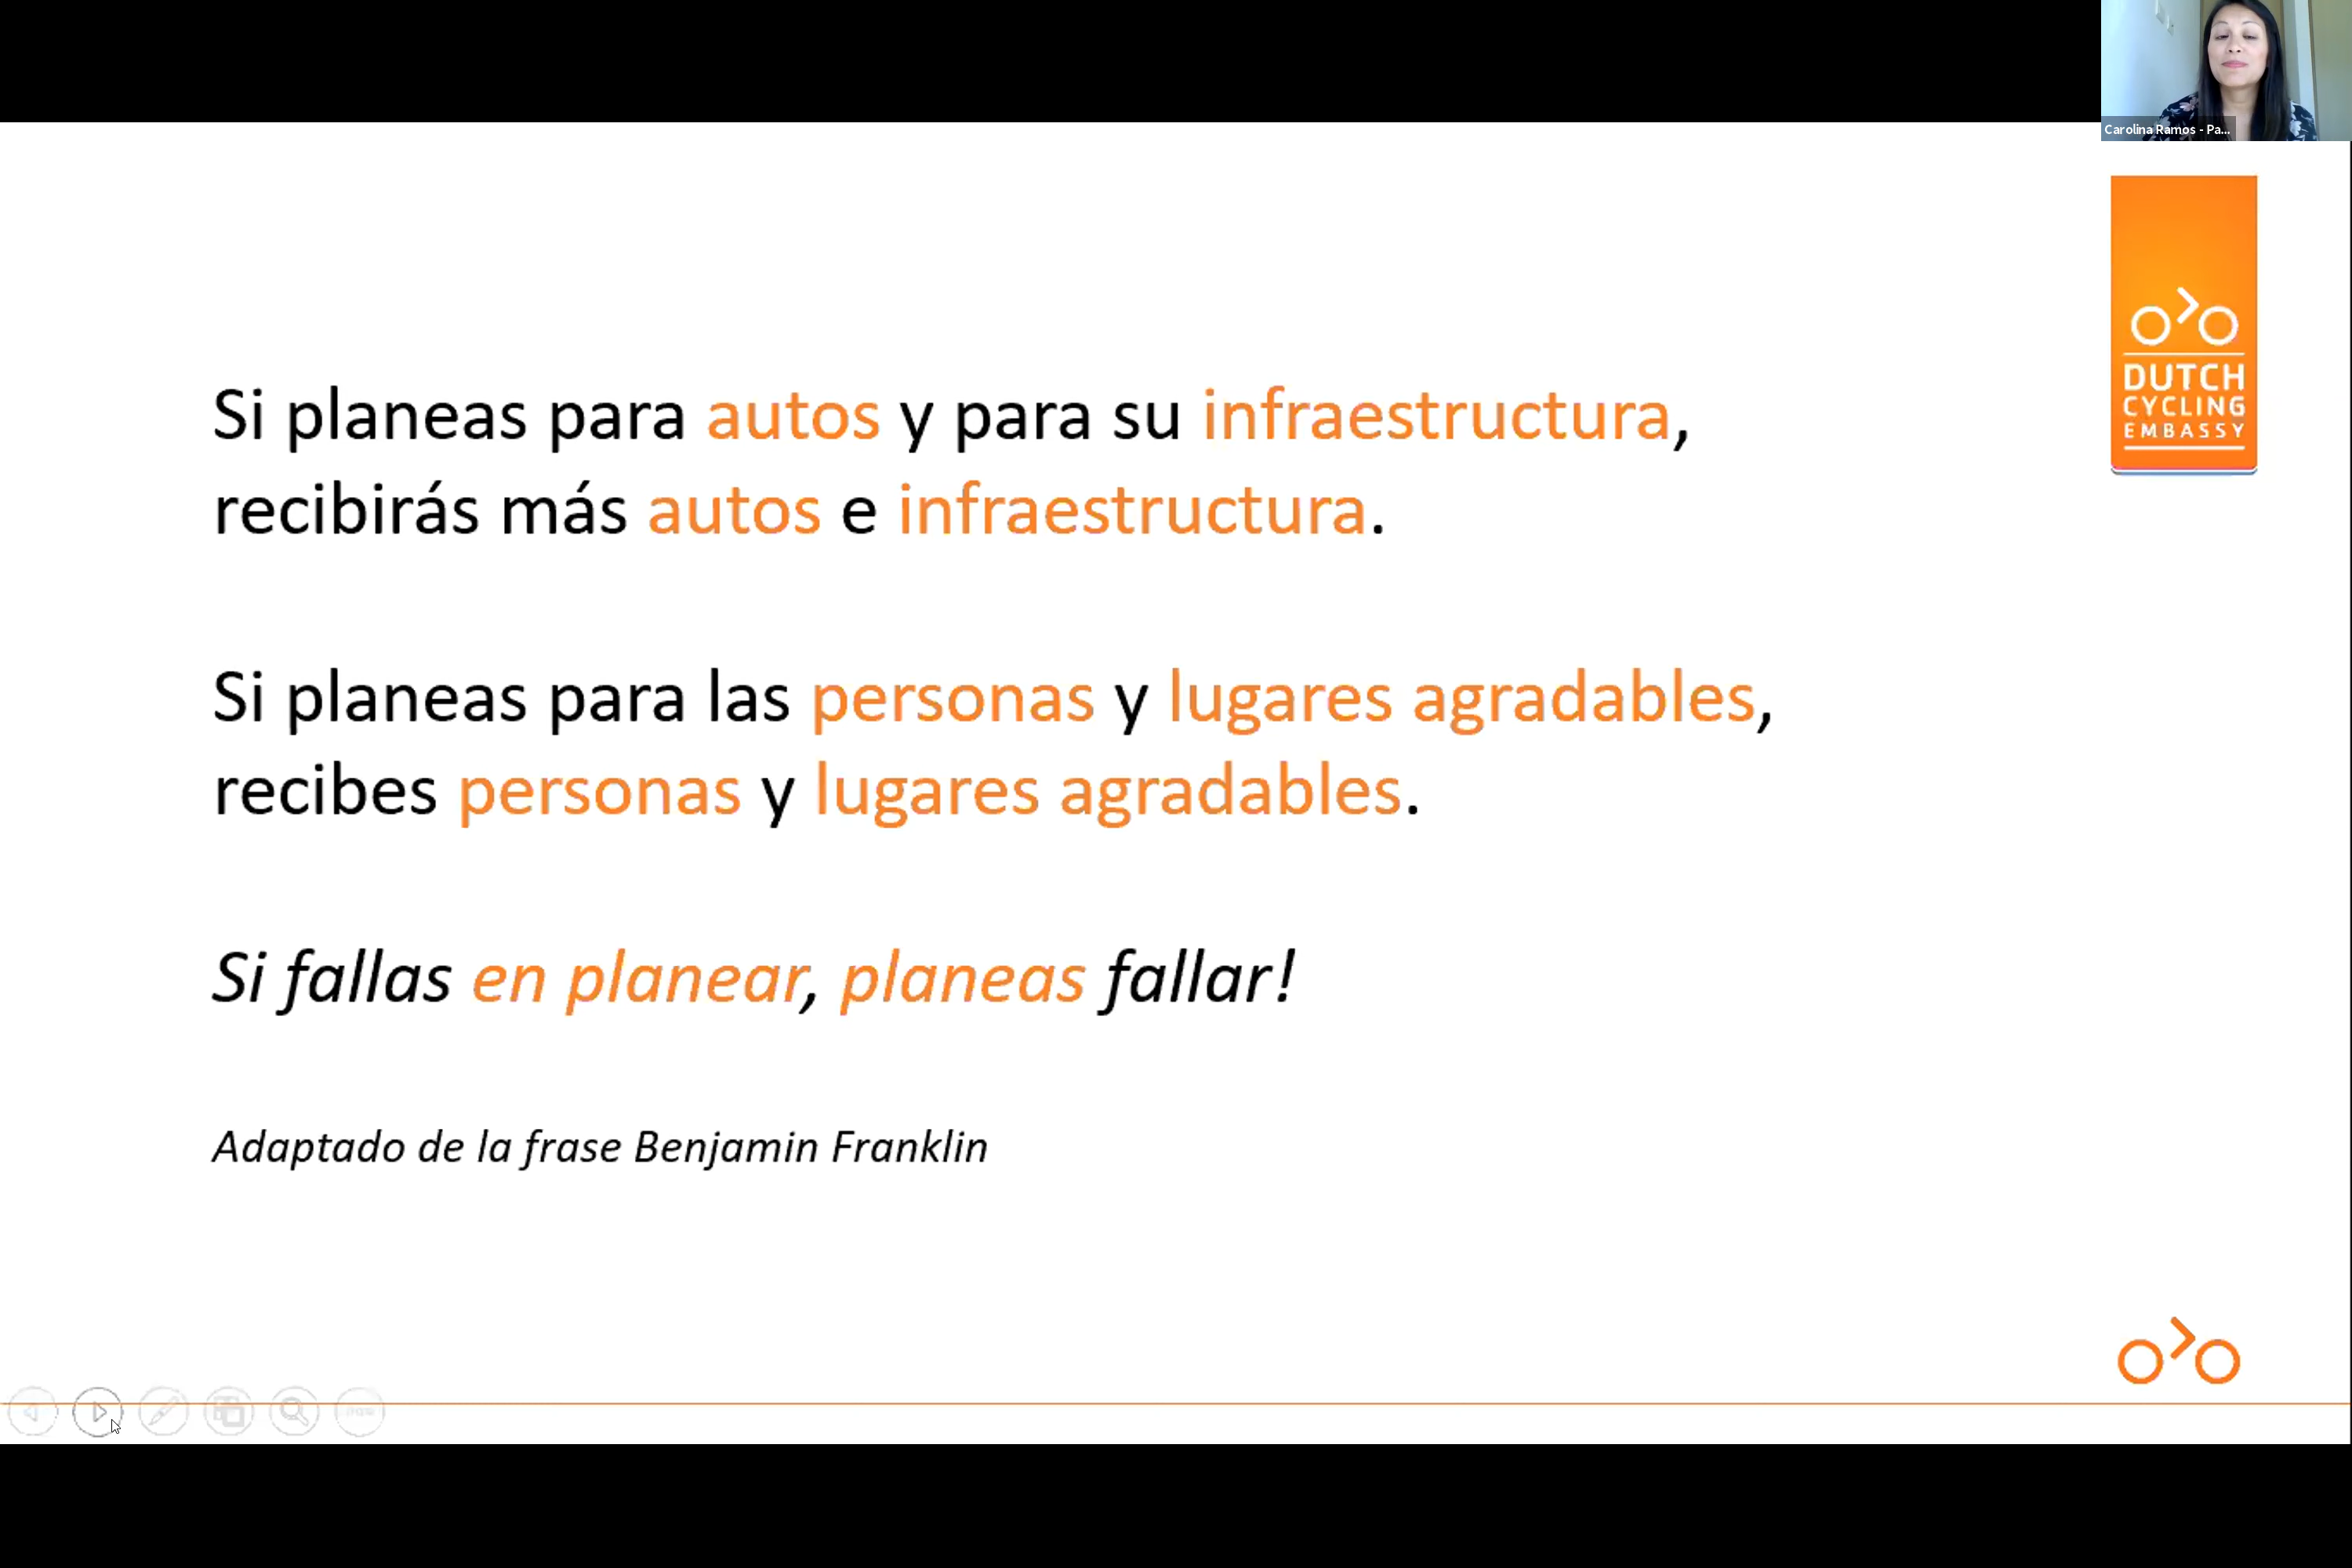 Carolina Ramos - Pa...
DUTCH
CYCLING
EMBASSY
Si planeas para autos y para su infraestructura,
recibirás más autos e infraestructura.
Si planeas para las personas y lugares agradables,
recibes personas y lugares agradables.
Si fallas en planear, planeas fallar!
Adaptado de la frase Benjamin Franklin